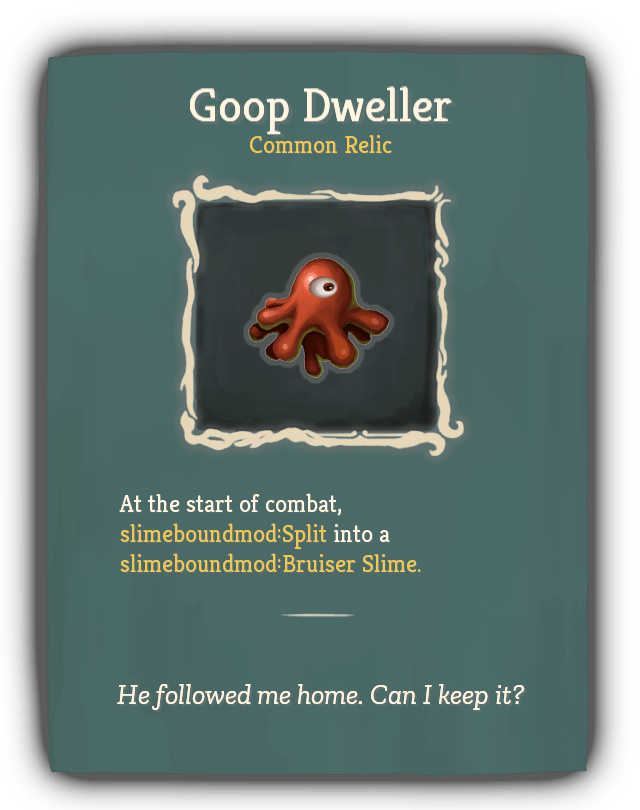 Goop Dweller
Common Relic
At the start of combat,
slimeboundmod:Split into a
slimeboundmod:Bruiser Slime.
He followed me home. Can I keep it?